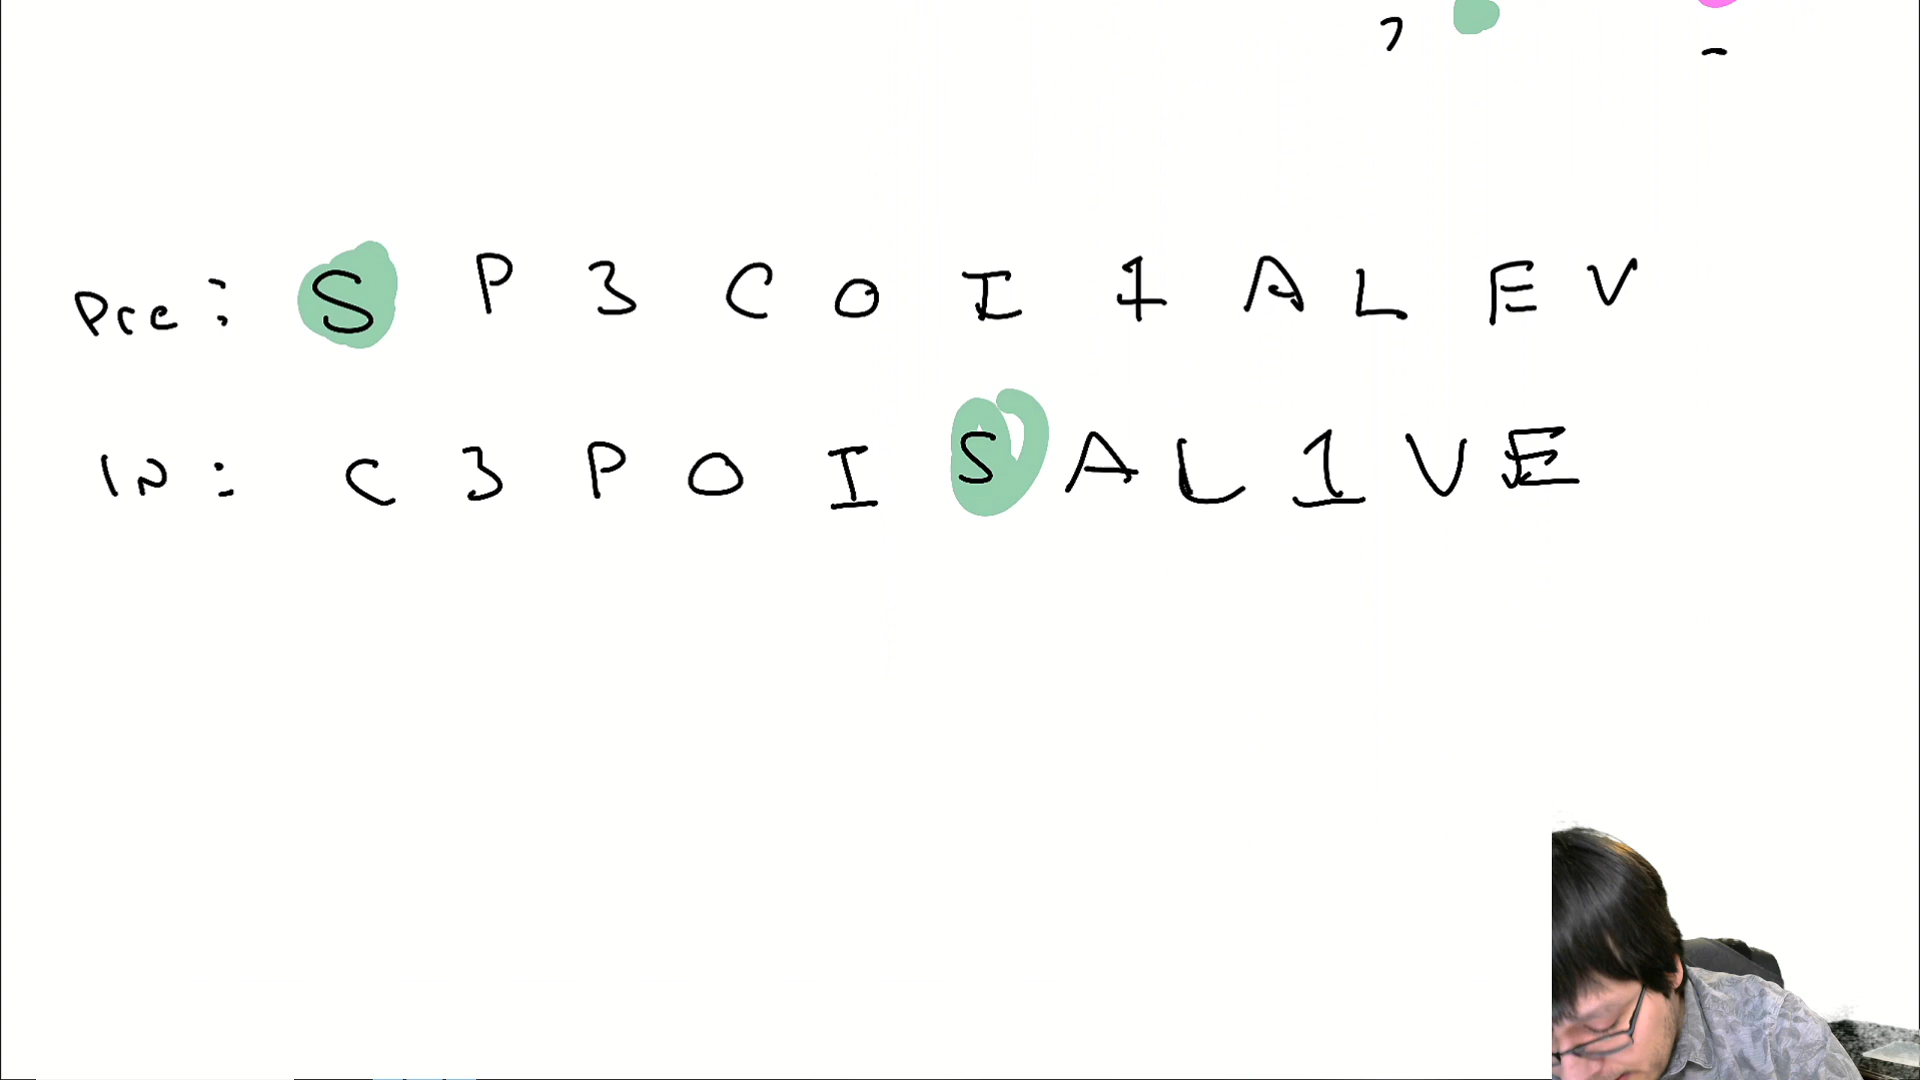 Pre: S P 3 C O I 1 A L E V
IN: C 3 P O I S A L 1 V E